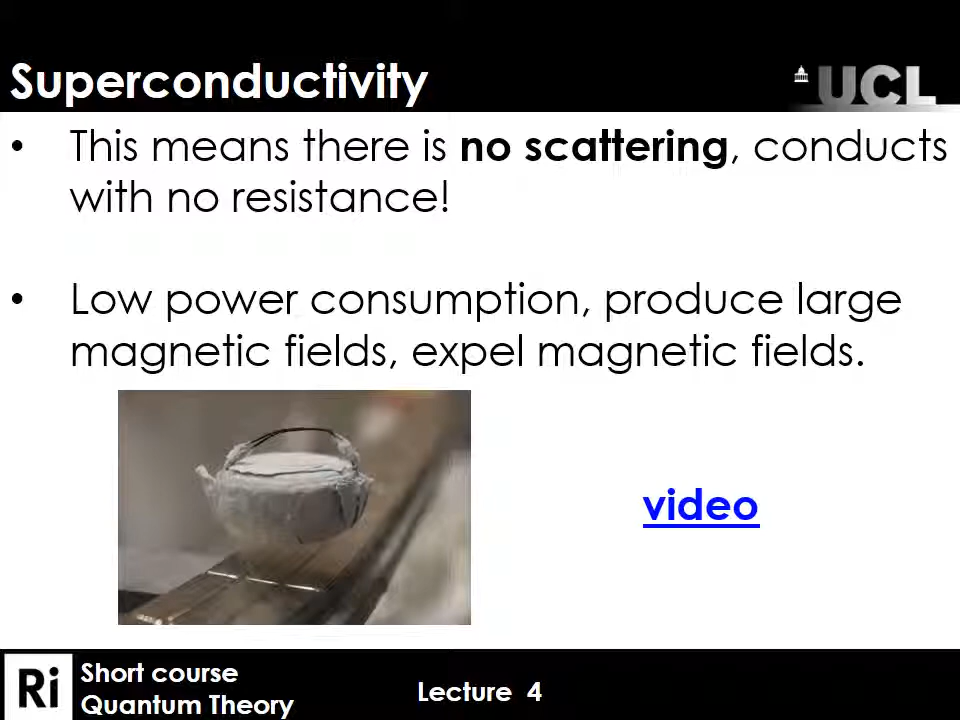 Superconductivity
UCL
• This means there is no scattering, conducts
with no resistance!
• Low power consumption, produce large
magnetic fields, expel magnetic fields.
video
Ri
Short course
Quantum Theory
Lecture 4